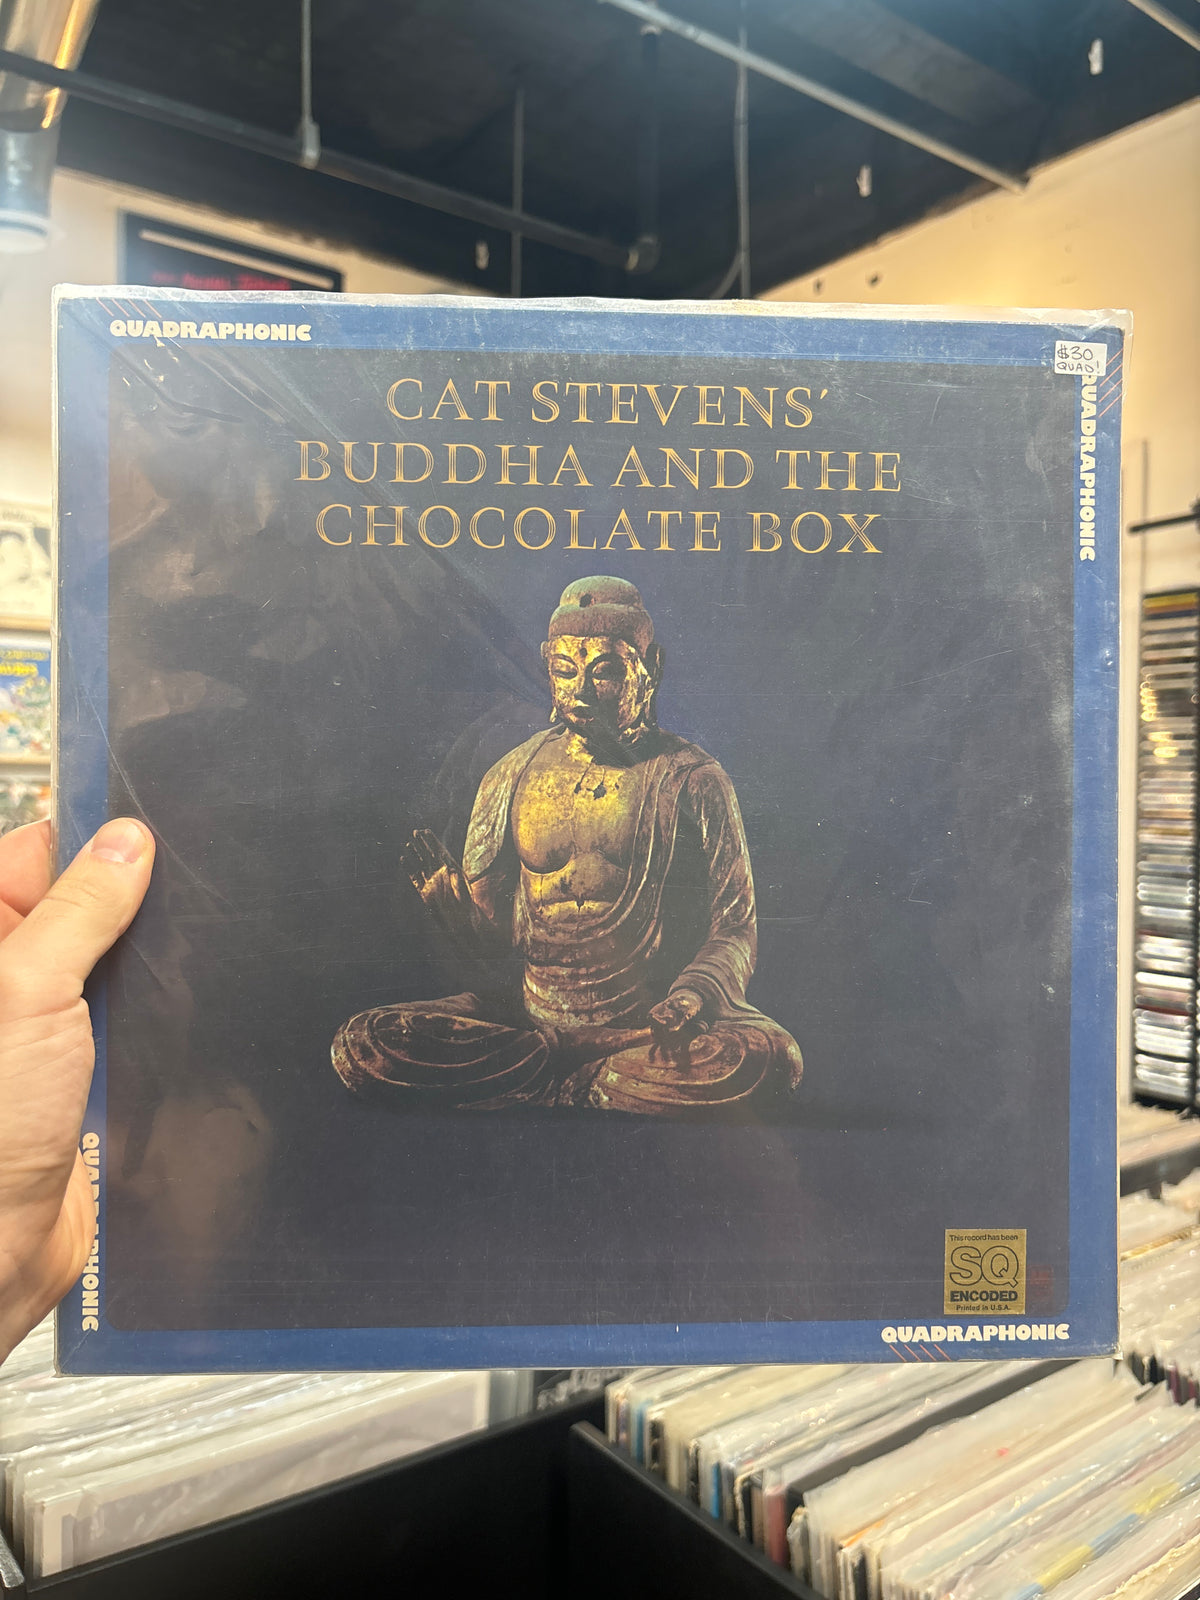 QUADRAPHONIC
$30
QUAD!
CAT STEVENS'
BUDDHA AND THE
CHOCOLATE BOX
QUADRAPHONIC
QUADRAPHONIC
This record has been
SQ
ENCODED
Printed in U.S.A.
QUADRAPHONIC